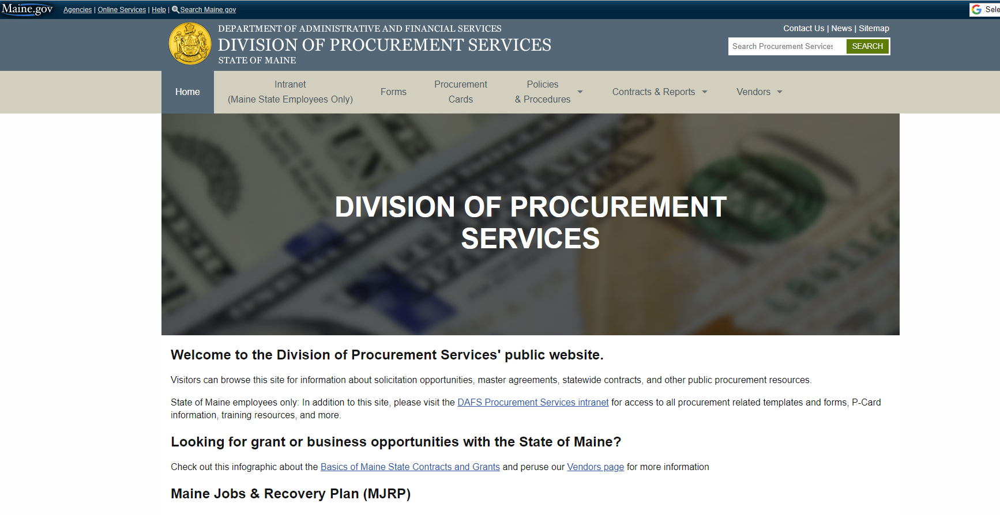 Maine.gov Agencies | Online Services | Help | Search Maine.gov
Sele
DEPARTMENT OF ADMINISTRATIVE AND FINANCIAL SERVICES
DIVISION OF PROCUREMENT SERVICES
STATE OF MAINE
Contact Us | News | Sitemap
Search Procurement Services SEARCH
Home
Intranet
(Maine State Employees Only)
Forms
Procurement
Cards
Policies
& Procedures
Contracts & Reports
Vendors
DIVISION OF PROCUREMENT
SERVICES
Welcome to the Division of Procurement Services' public website.
Visitors can browse this site for information about solicitation opportunities, master agreements, statewide contracts, and other public procurement resources.
State of Maine employees only: In addition to this site, please visit the DAFS Procurement Services intranet for access to all procurement related templates and forms, P-Card
information, training resources, and more.
Looking for grant or business opportunities with the State of Maine?
Check out this infographic about the Basics of Maine State Contracts and Grants and peruse our Vendors page for more information
Maine Jobs & Recovery Plan (MJRP)